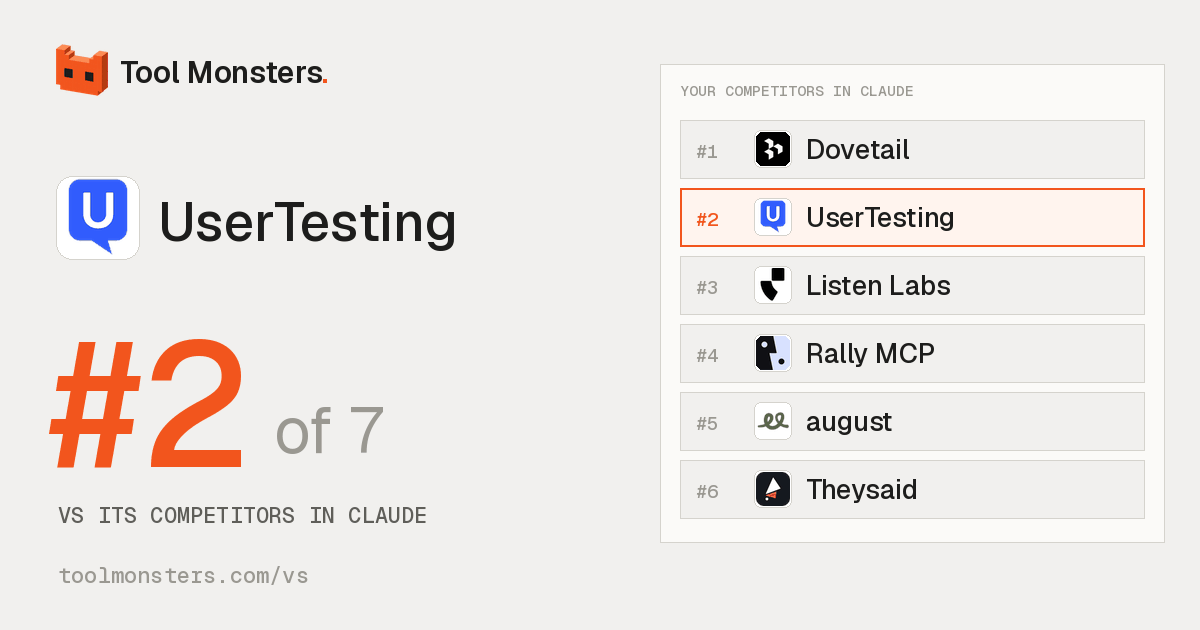 Tool Monsters.
UserTesting
#2 of 7
VS ITS COMPETITORS IN CLAUDE
toolmonsters.com/vs
YOUR COMPETITORS IN CLAUDE
#1 Dovetail
#2 UserTesting
#3 Listen Labs
#4 Rally MCP
#5 august
#6 Theysaid